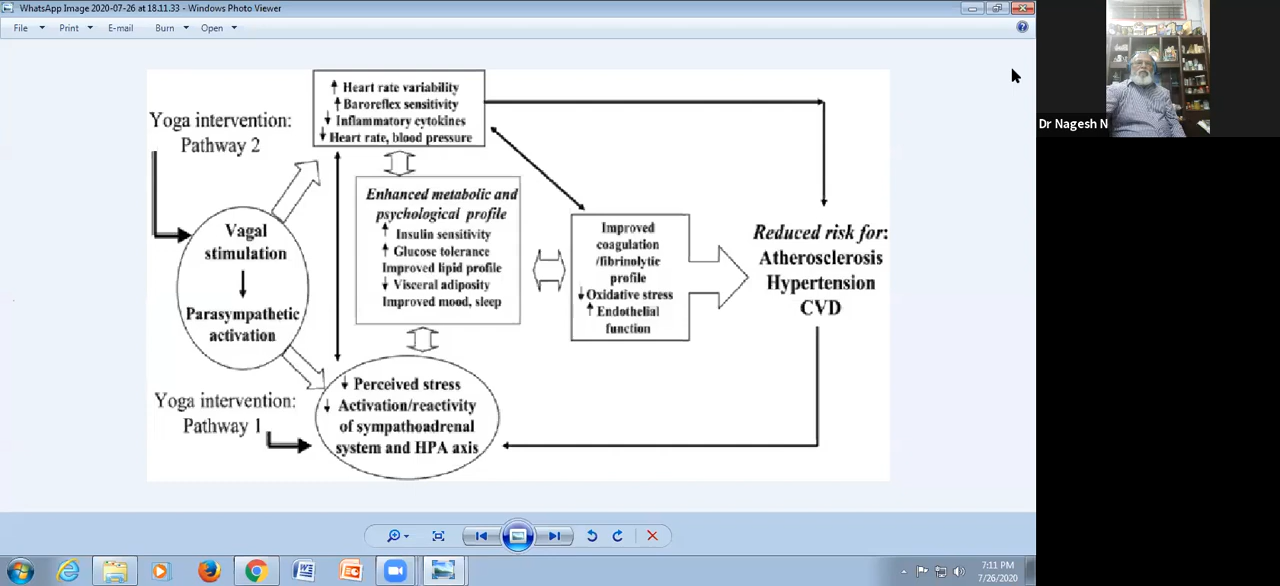 WhatsApp Image 2020-07-26 at 18.11.33 - Windows Photo Viewer
File Print E-mail Burn Open
Dr Nagesh N
↑ Heart rate variability
↑ Baroreflex sensitivity
↓ Inflammatory cytokines
↓ Heart rate, blood pressure
Yoga intervention:
Pathway 2
Vagal
stimulation
Parasympathetic
activation
Enhanced metabolic and
psychological profile
↑ Insulin sensitivity
↑ Glucose tolerance
Improved lipid profile
↓ Visceral adiposity
Improved mood, sleep
Improved
coagulation
/fibrinolytic
profile
↓Oxidative stress
↑ Endothelial
function
Reduced risk for:
Atherosclerosis
Hypertension
CVD
Yoga intervention:
Pathway 1
↓ Perceived stress
↓ Activation/reactivity
of sympathoadrenal
system and HPA axis
7:11 PM
7/26/2020